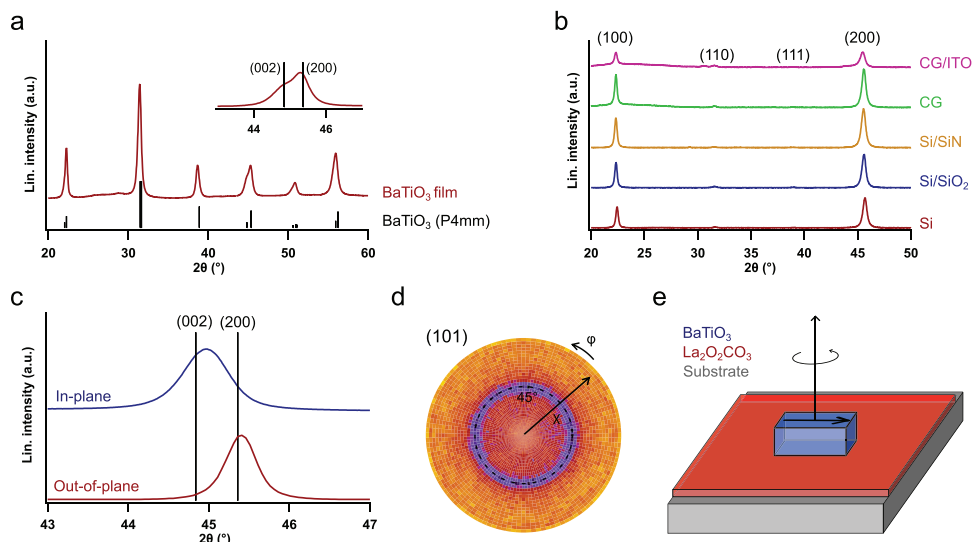 a
Lin. intensity (a.u.)
(002)
(200)
44
46
BaTiO₃ film
BaTiO₃ (P4mm)
20
30
40
50
60
2θ (°)
b
Lin. intensity (a.u.)
(100)
(110)
(111)
(200)
CG/ITO
CG
Si/SiN
Si/SiO₂
Si
20
25
30
35
40
45
50
2θ (°)
c
Lin. intensity (a.u.)
(002)
(200)
In-plane
Out-of-plane
43
44
45
46
47
2θ (°)
d
(101)
φ
45°
χ
e
BaTiO₃
La₂O₂CO₃
Substrate